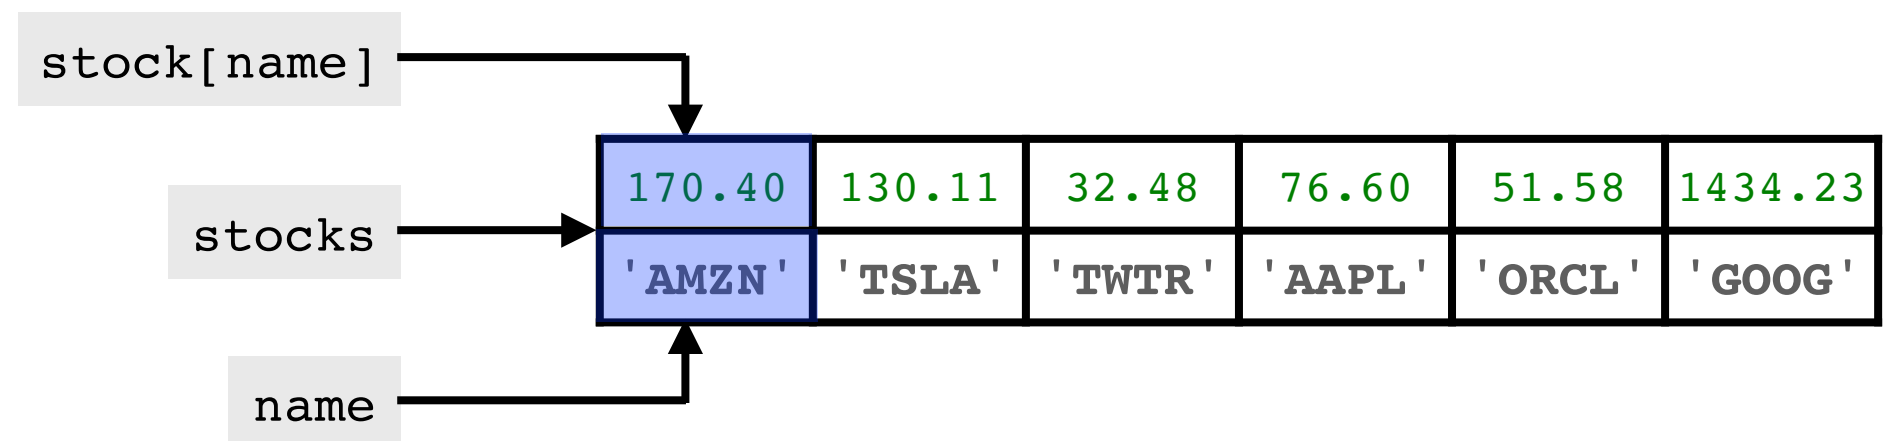 stock[name]
170.40 130.11 32.48 76.60 51.58 1434.23
stocks
'AMZN' 'TSLA' 'TWTR' 'AAPL' 'ORCL' 'GOOG'
name